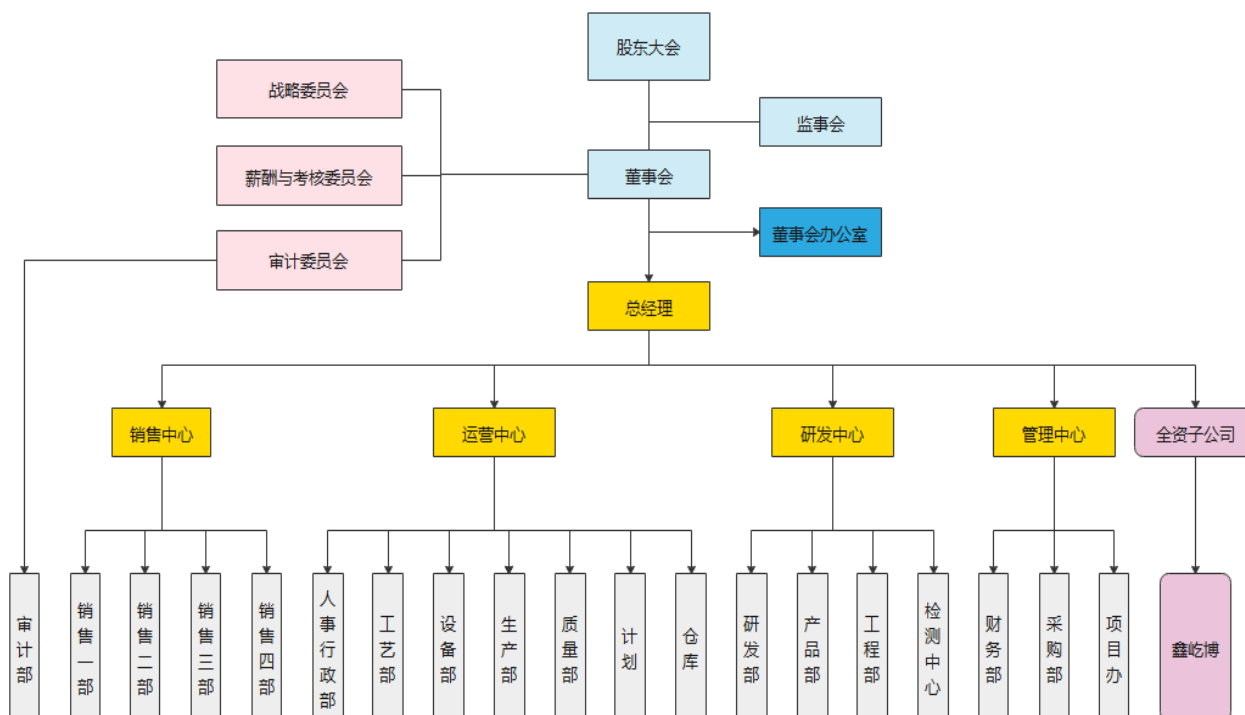 股东大会
战略委员会
监事会
薪酬与考核委员会
董事会
董事会办公室
审计委员会
总经理
销售中心
运营中心
研发中心
管理中心
全资子公司
审计部
销售一部
销售二部
销售三部
销售四部
人事行政部
工艺部
设备部
生产部
质量部
计划
仓库
研发部
产品部
工程部
检测中心
财务部
采购部
项目办
鑫屹博